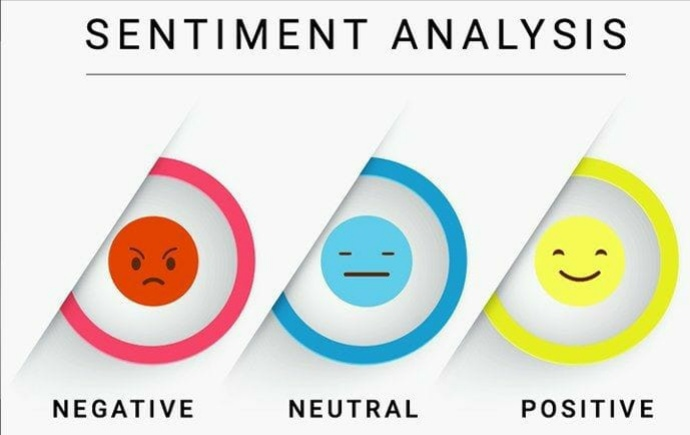 SENTIMENT ANALYSIS
NEGATIVE
NEUTRAL
POSITIVE